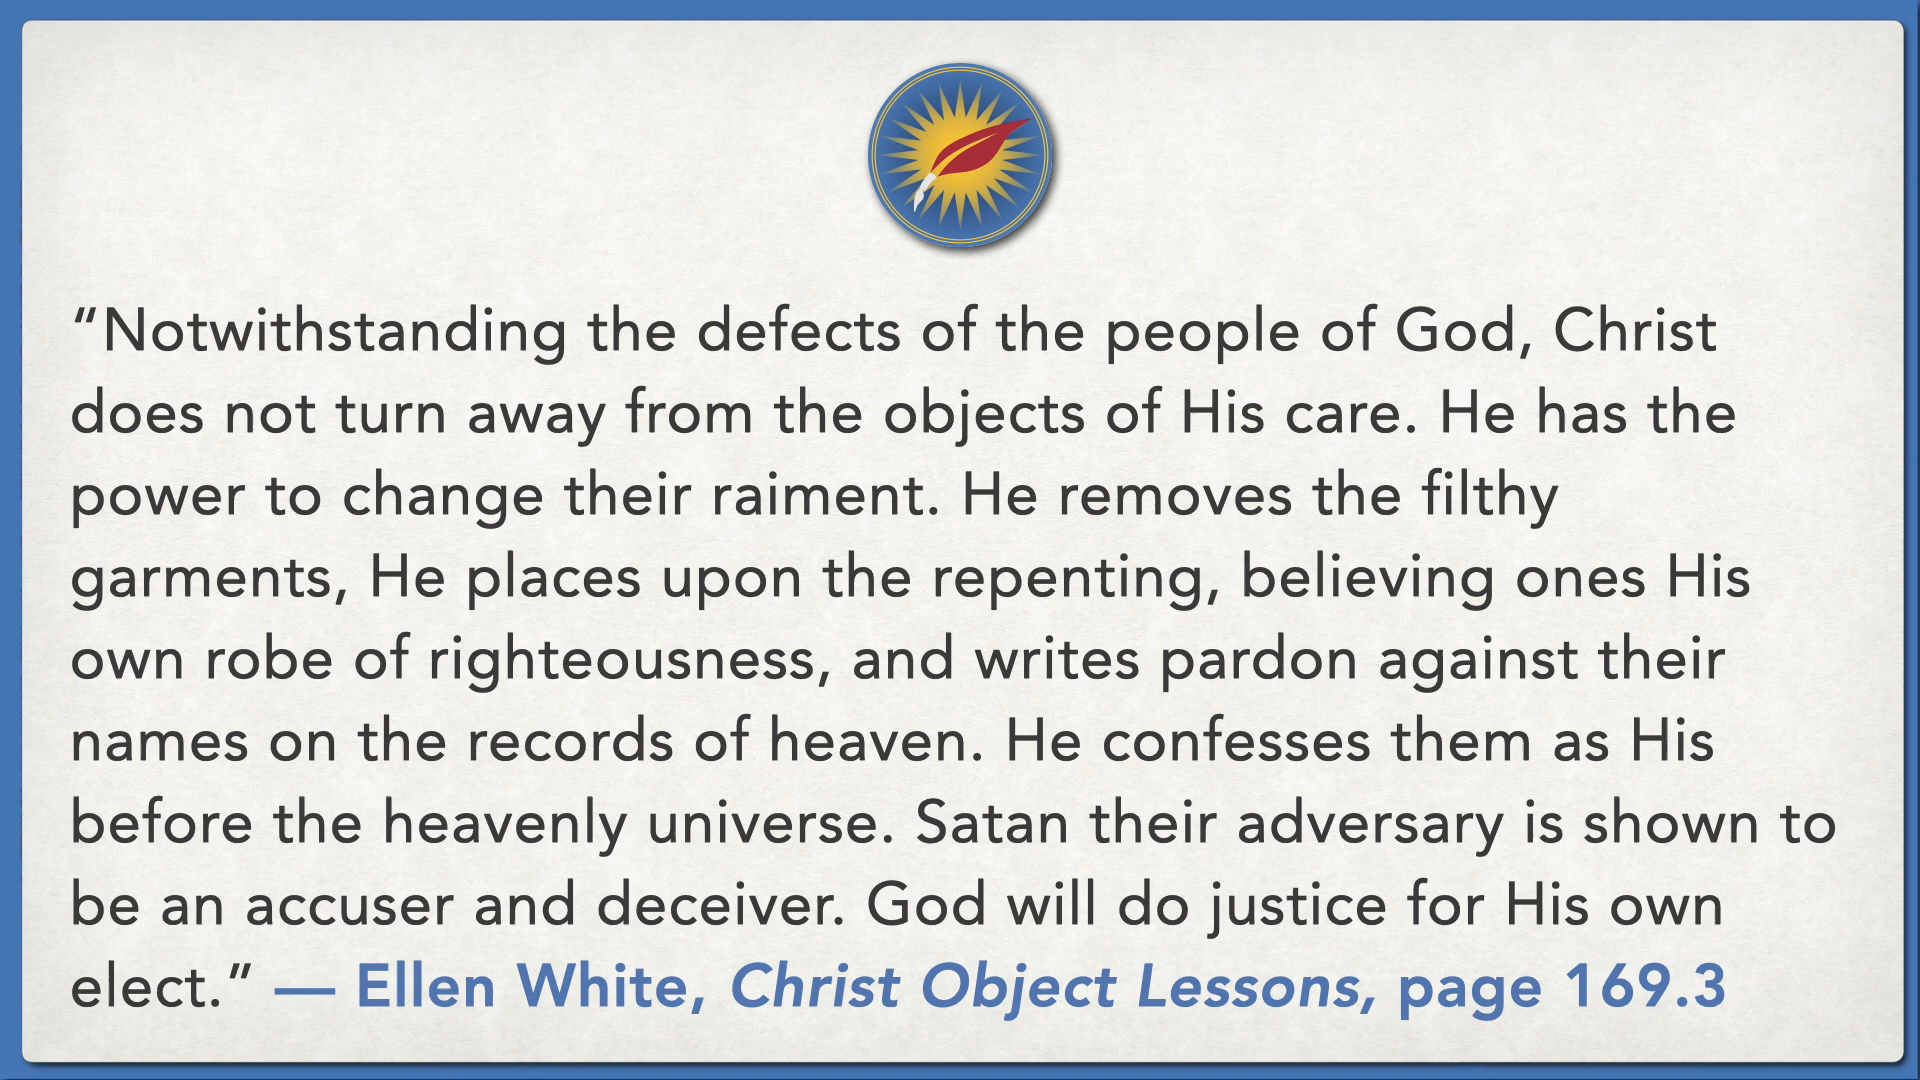 “Notwithstanding the defects of the people of God, Christ
does not turn away from the objects of His care. He has the
power to change their raiment. He removes the filthy
garments, He places upon the repenting, believing ones His
own robe of righteousness, and writes pardon against their
names on the records of heaven. He confesses them as His
before the heavenly universe. Satan their adversary is shown to
be an accuser and deceiver. God will do justice for His own
elect.” — Ellen White, Christ Object Lessons, page 169.3